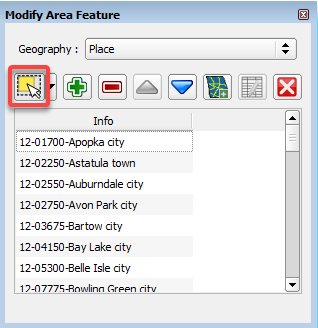 Modify Area Feature
Geography : Place
Info
12-01700-Apopka city
12-02250-Astatula town
12-02550-Auburndale city
12-02750-Avon Park city
12-03675-Bartow city
12-04150-Bay Lake city
12-05300-Belle Isle city
12-07775-Bowling Green city